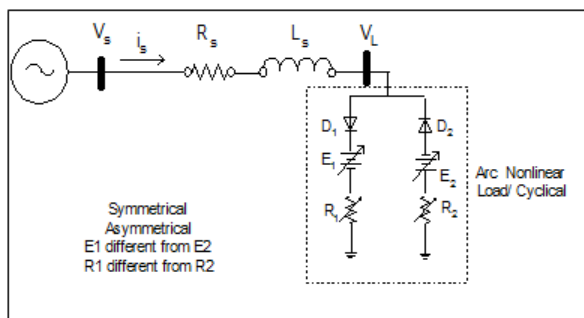 Vs is Rs Ls VL
D1 D2
E1 E2
R1 R2
Arc Nonlinear
Load/ Cyclical
Symmetrical
Asymmetrical
E1 different from E2
R1 different from R2